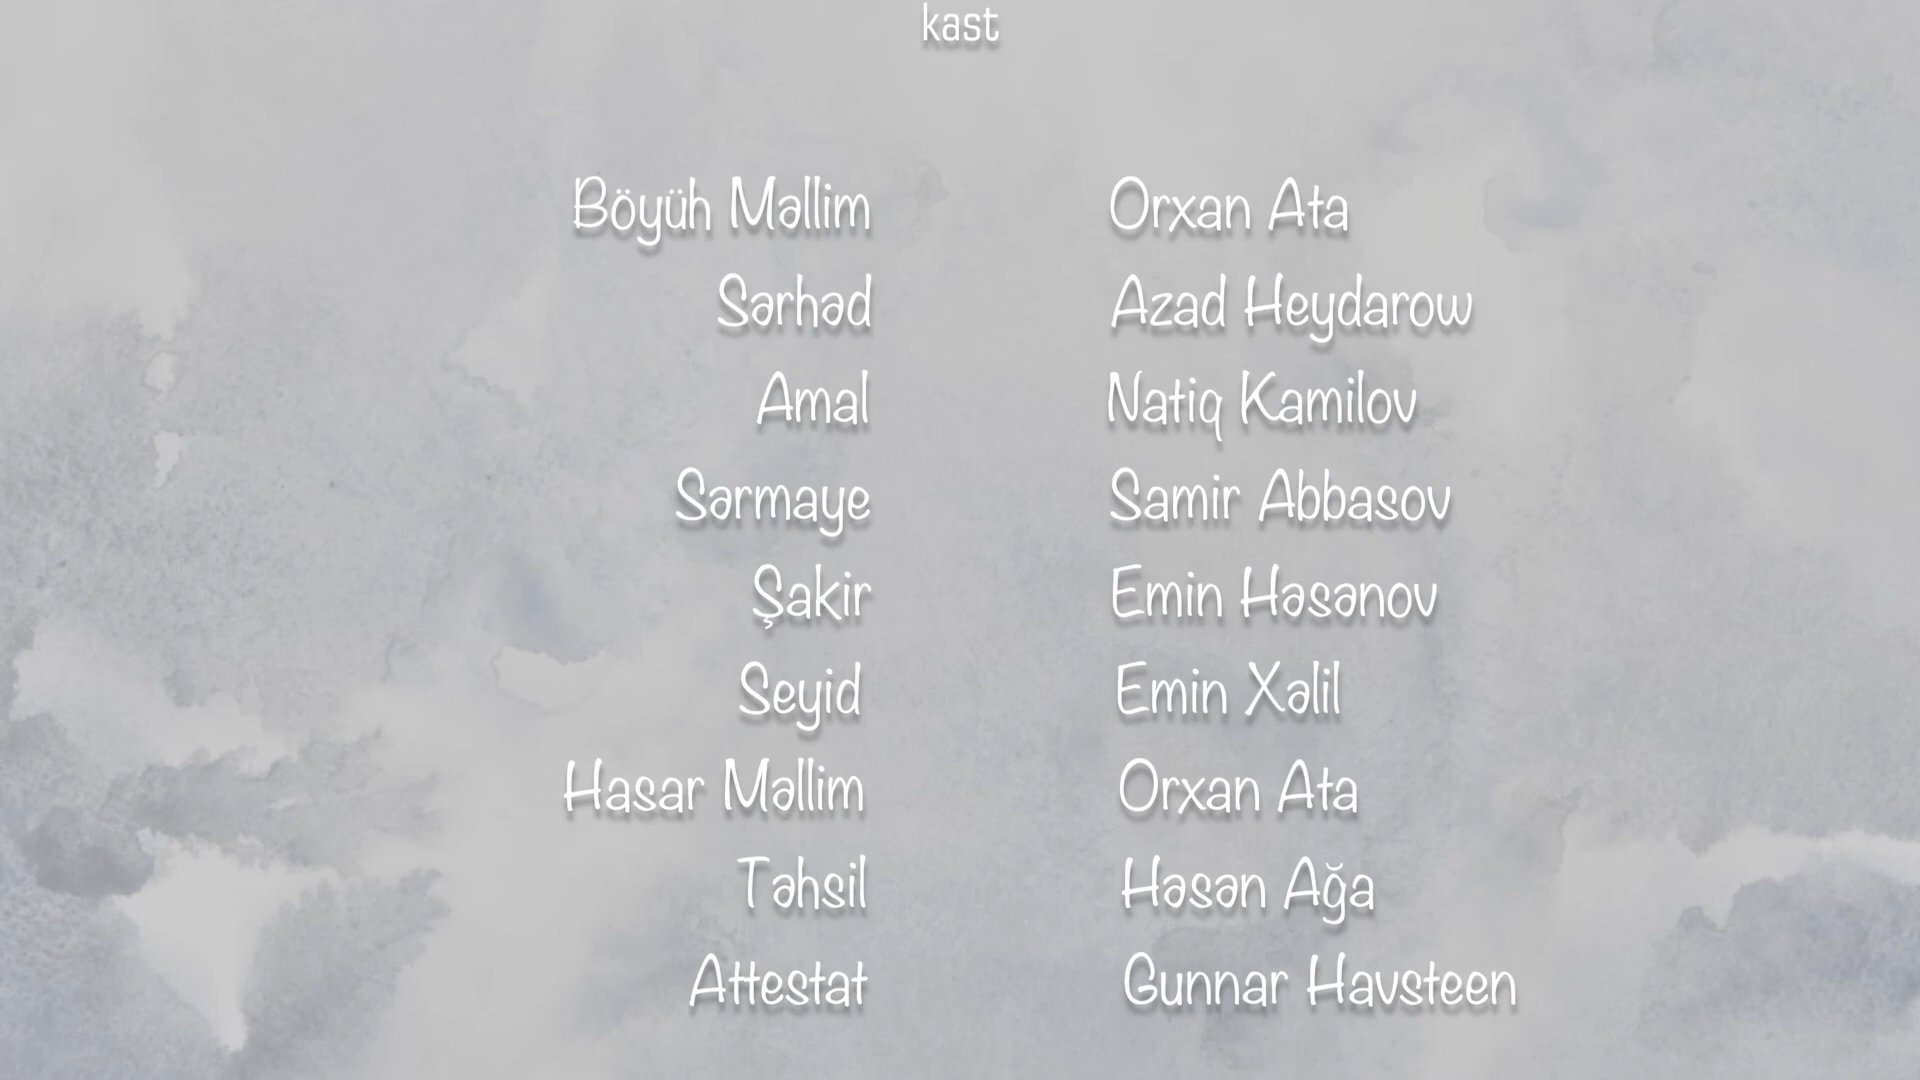 kast
Böyüh Məllim Orxan Ata
Sərhəd Azad Heydarow
Amal Natiq Kamilov
Sərmaye Samir Abbasov
Şakir Emin Həsənov
Seyid Emin Xəlil
Hasar Məllim Orxan Ata
Təhsil Həsən Ağa
Attestat Gunnar Havsteen